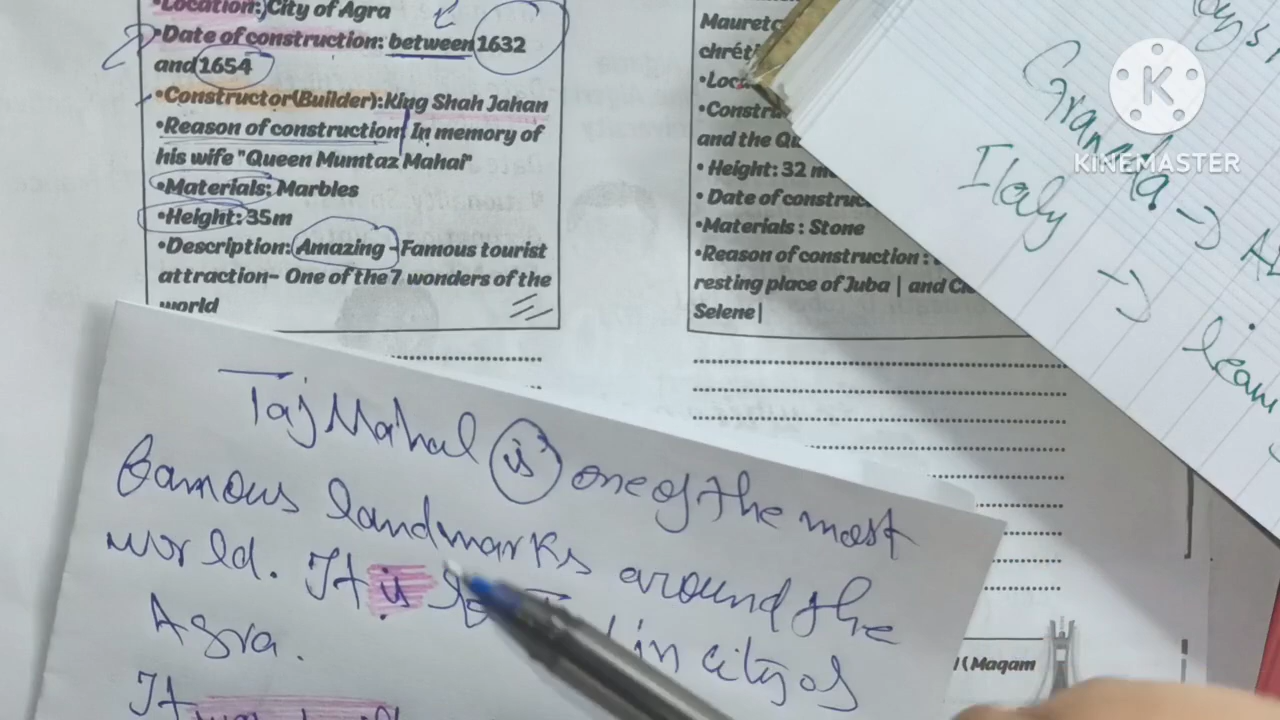 •Location: City of Agra
•Date of construction: between 1632
and 1654
•Constructor(Builder):King Shah Jahan
•Reason of construction: In memory of
his wife "Queen Mumtaz Mahal"
•Materials: Marbles
•Height: 35m
•Description: Amazing -Famous tourist
attraction- One of the 7 wonders of the
world
chréti
•Loc
•Constru
and the
• Height: 32 m
• Date of construc
•Materials : Stone
•Reason of construction :
resting place of Juba | and
Selene|
Italy →
KINEMASTER
Taj Mahal is one of the most
famous landmarks around the
world. It is in city of
Agra.
It
(Maqam